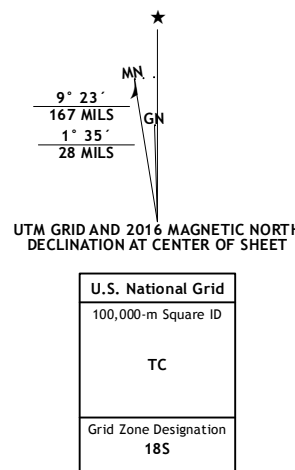 ★
MN
GN
9° 23´
167 MILS
1° 35´
28 MILS
UTM GRID AND 2016 MAGNETIC NORTH
DECLINATION AT CENTER OF SHEET
U.S. National Grid
100,000-m Square ID
TC
Grid Zone Designation
18S